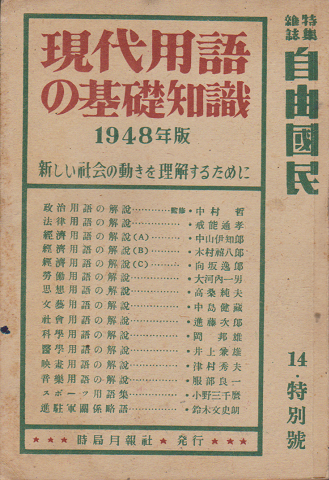 特集雑誌
自由國民
14・特別號
現代用語
の基礎知識
1948年版
新しい社会の動きを理解するために
政治用語の解説…………監修・中村 哲
法律用語の解説…………・戒能通孝
經濟用語の解説(A)…………・中山伊知郎
經濟用語の解説(B)…………・木村禧八郎
經濟用語の解説(C)…………・向坂逸郎
勞働用語の解説…………・大河內一男
思想用語の解説…………・高桑純夫
文藝用語の解説…………・中島健藏
社會用語の解説…………・進藤次郎
科學用語の解説…………・岡 邦雄
醫學用語の解説…………・井上兼雄
映畫用語の解説…………・津村秀夫
音樂用語の解説…………・服部良一
スポーツ用語集…………・小野三千麿
進駐軍關係略語…………・鈴木文史朗
★★★ 時局月報社 ★ 発行 ★★★